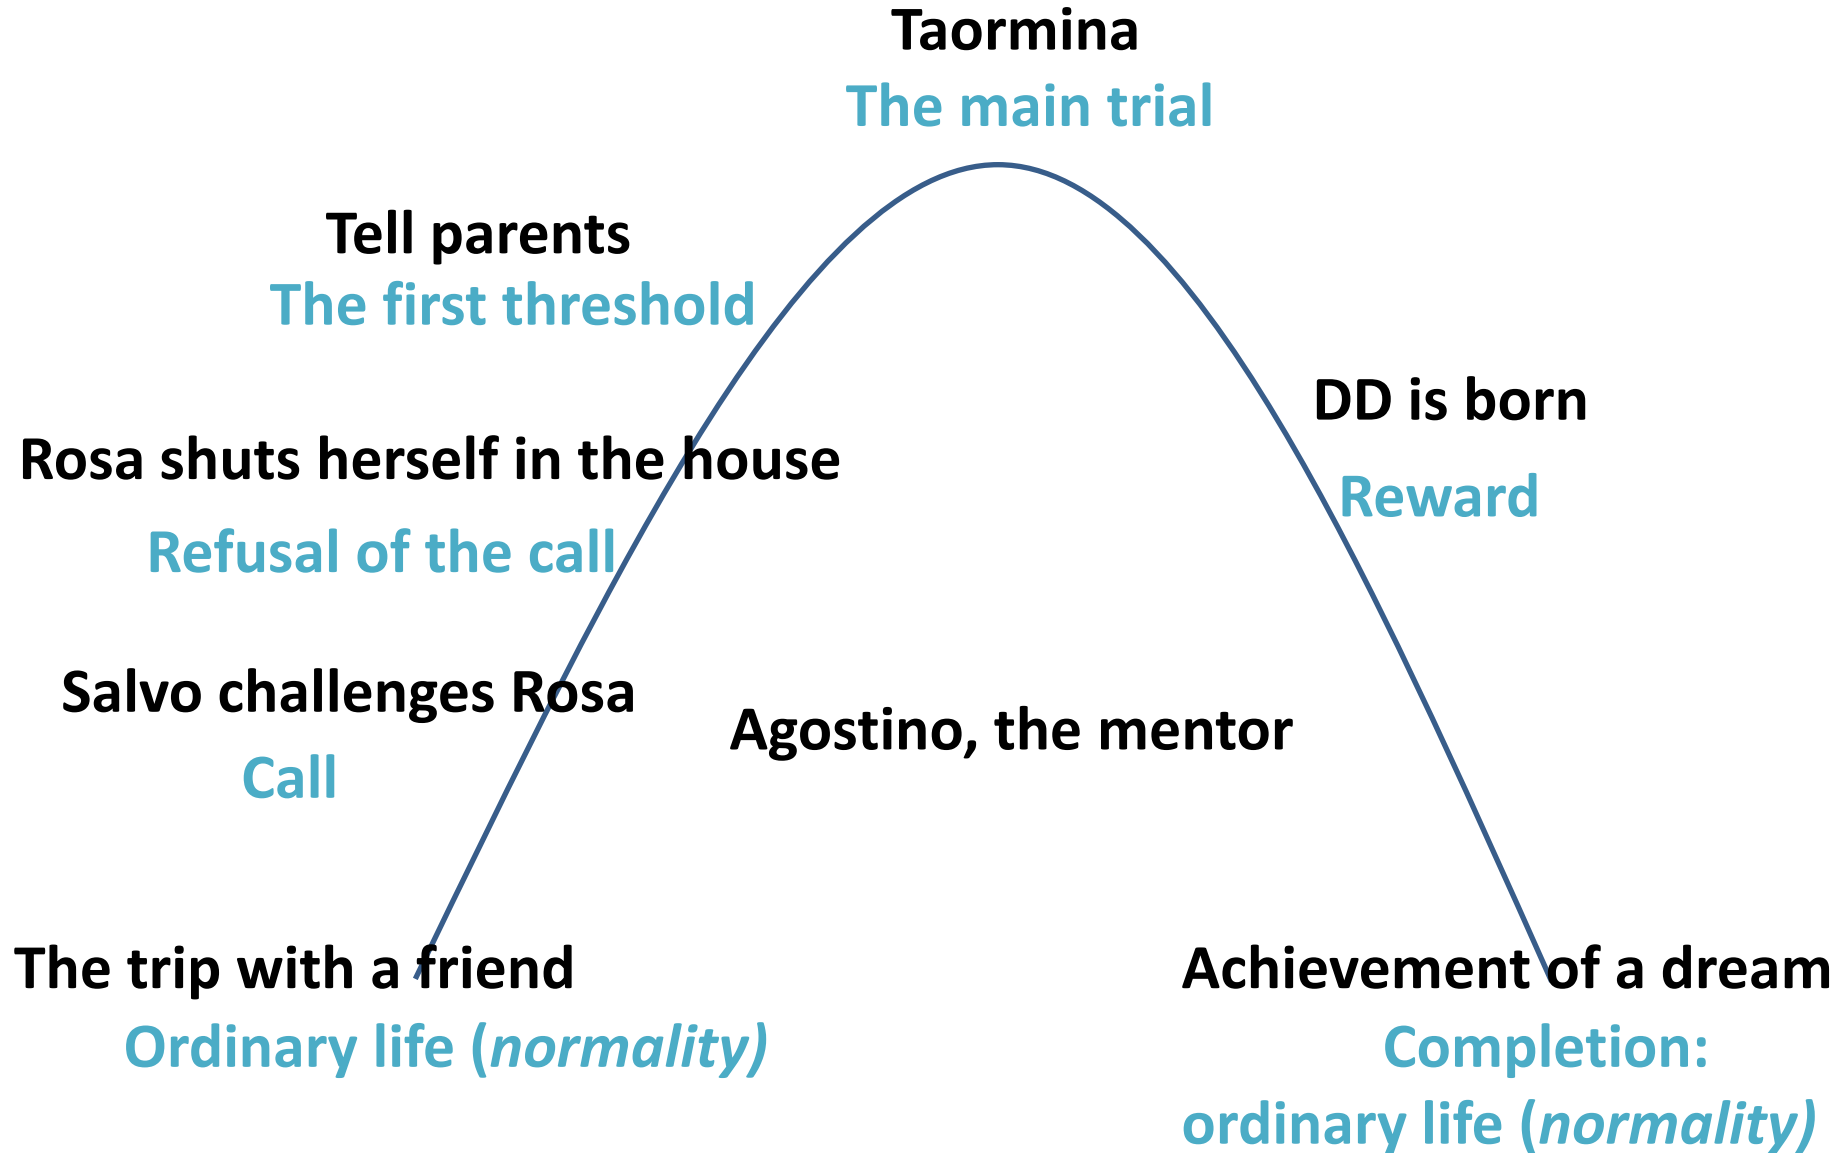 Taormina
The main trial
Tell parents
The first threshold
DD is born
Rosa shuts herself in the house
Reward
Refusal of the call
Salvo challenges Rosa
Agostino, the mentor
Call
The trip with a friend
Ordinary life (normality)
Achievement of a dream
Completion:
ordinary life (normality)